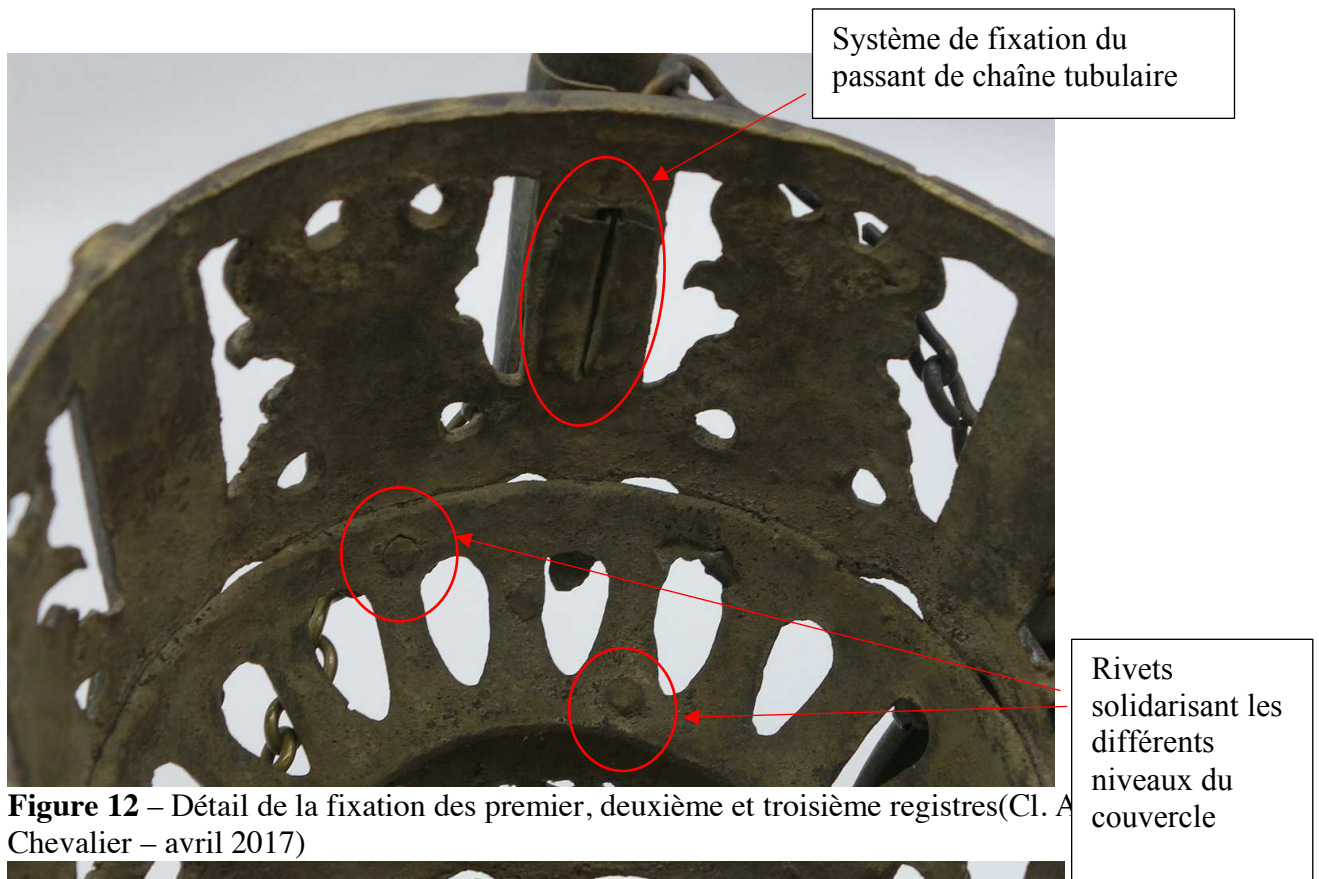 Système de fixation du
passant de chaîne tubulaire
Rivets
solidarisant les
différents
niveaux du
couvercle
Figure 12 – Détail de la fixation des premier, deuxième et troisième registres(Cl. A
Chevalier – avril 2017)